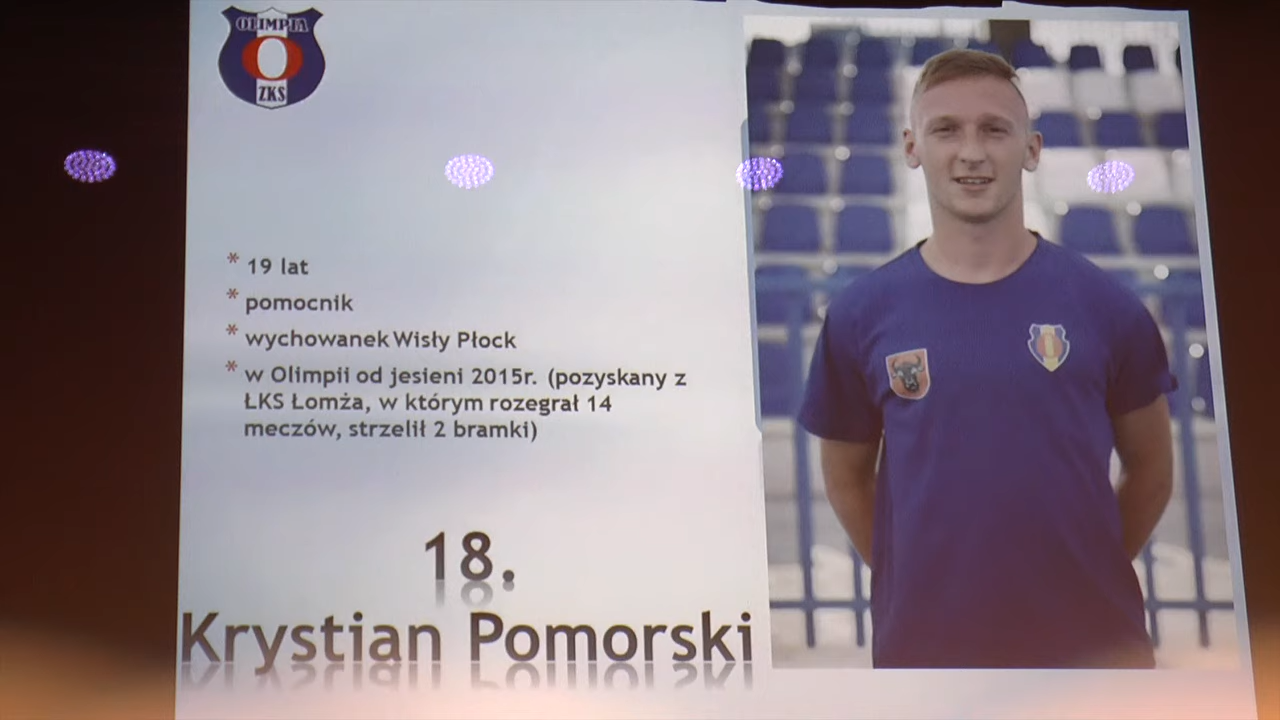 OLIMPIA
ZKS
* 19 lat
* pomocnik
* wychowanek Wisły Płock
* w Olimpii od jesieni 2015r. (pozyskany z
ŁKS Łomża, w którym rozegrał 14
meczów, strzelił 2 bramki)
18.
Krystian Pomorski